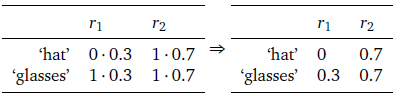 r₁ r₂ r₁ r₂
‘hat’ 0·0.3 1·0.7 ⇒ ‘hat’ 0 0.7
‘glasses’ 1·0.3 1·0.7 ‘glasses’ 0.3 0.7